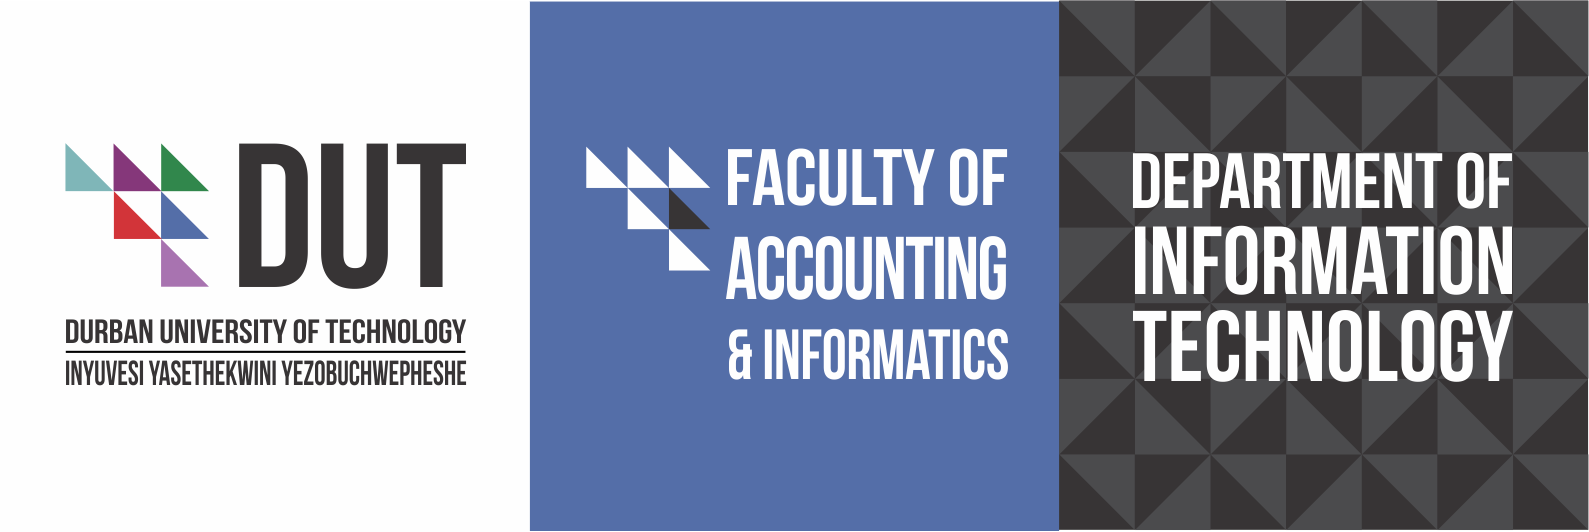 DUT
DURBAN UNIVERSITY OF TECHNOLOGY
INYUVESI YASETHEKWINI YEZOBUCHWEPHESHE
FACULTY OF
ACCOUNTING
& INFORMATICS
DEPARTMENT OF
INFORMATION
TECHNOLOGY